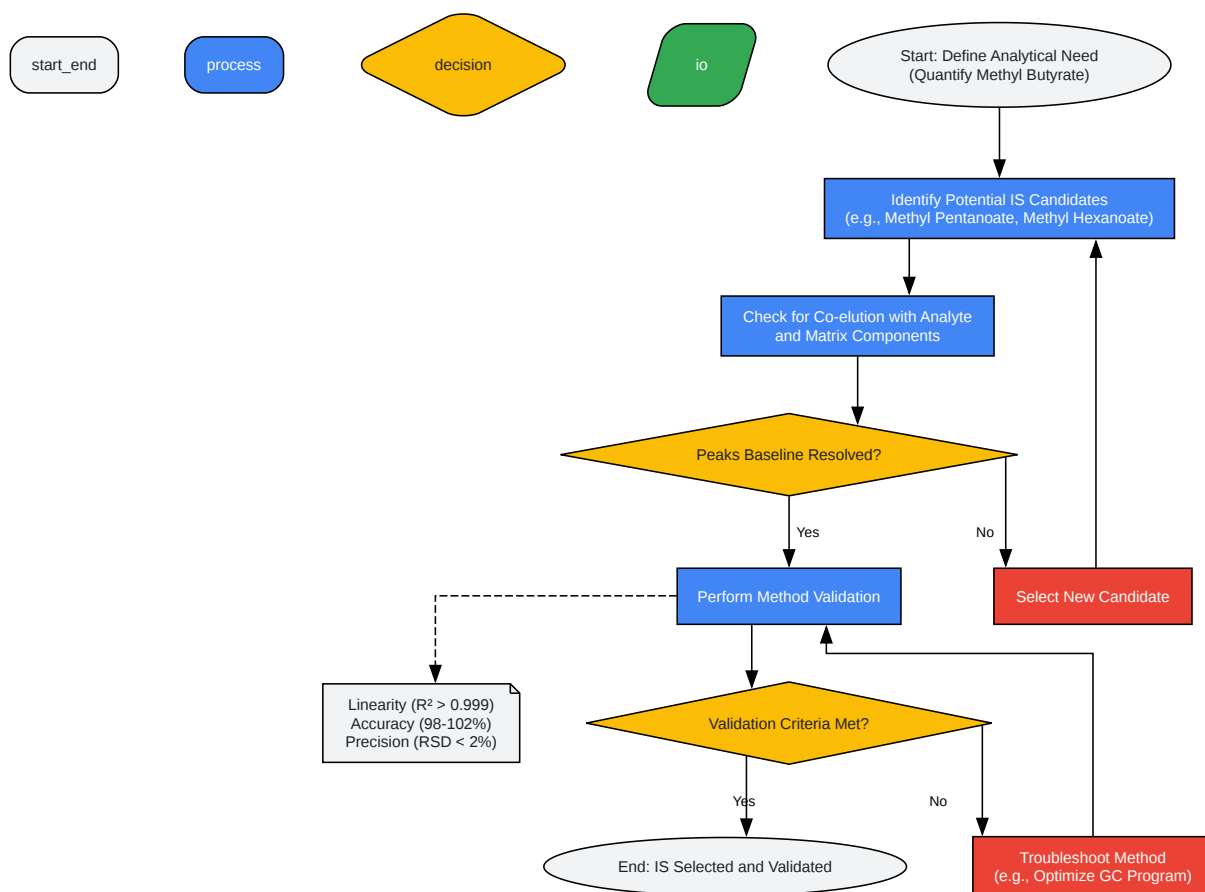 start_end
process
decision
io
Start: Define Analytical Need
(Quantify Methyl Butyrate)
Identify Potential IS Candidates
(e.g., Methyl Pentanoate, Methyl Hexanoate)
Check for Co-elution with Analyte
and Matrix Components
Peaks Baseline Resolved?
Yes
No
Perform Method Validation
Select New Candidate
Linearity (R² > 0.999)
Accuracy (98-102%)
Precision (RSD < 2%)
Validation Criteria Met?
Yes
No
End: IS Selected and Validated
Troubleshoot Method
(e.g., Optimize GC Program)